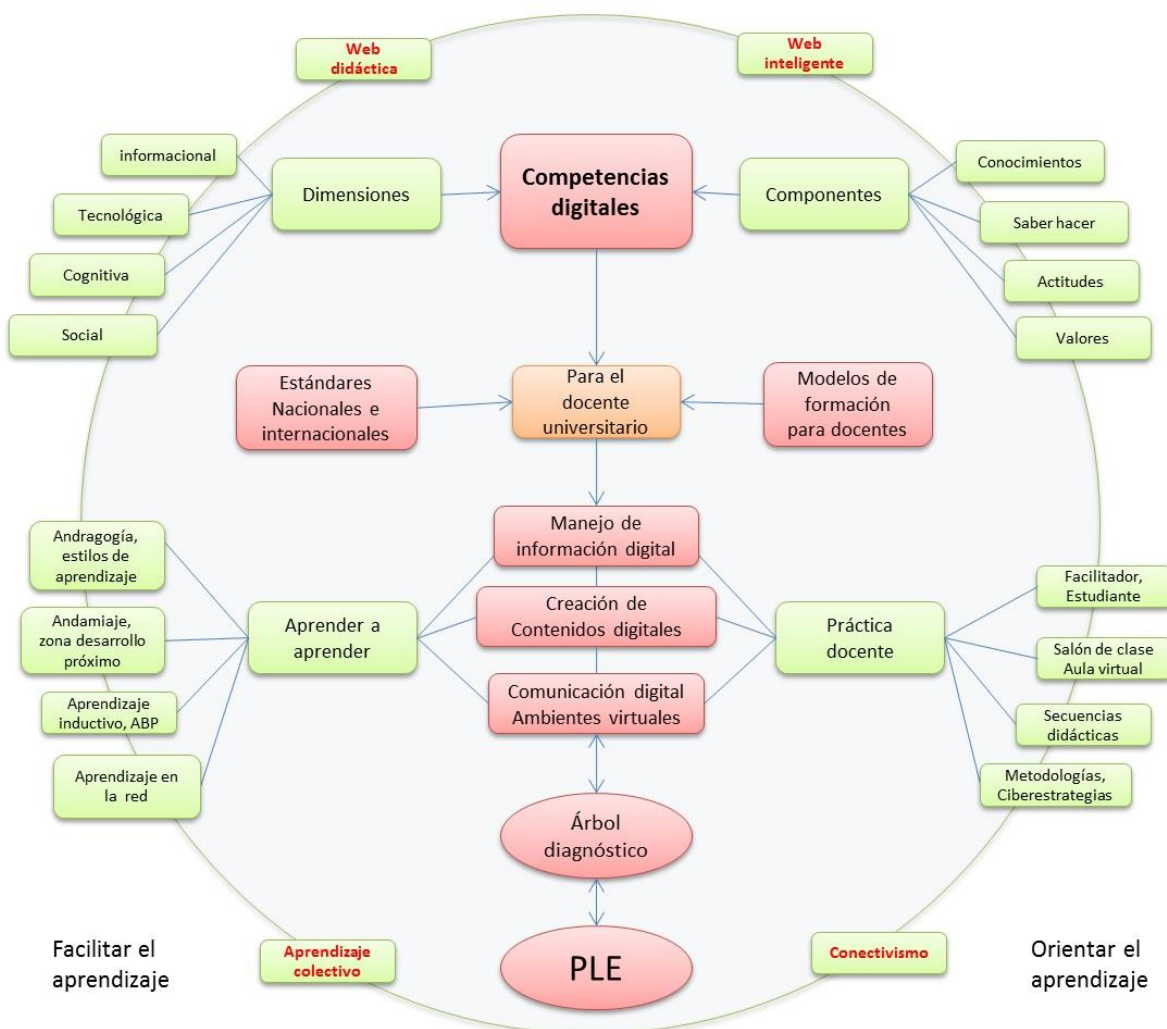 Web
didáctica
Web
inteligente
informacional
Tecnológica
Cognitiva
Social
Dimensiones
Competencias
digitales
Componentes
Conocimientos
Saber hacer
Actitudes
Valores
Estándares
Nacionales e
internacionales
Para el
docente
universitario
Modelos de
formación
para docentes
Andragogía,
estilos de
aprendizaje
Andamiaje,
zona desarrollo
próximo
Aprendizaje
inductivo, ABP
Aprendizaje en
la red
Aprender a
aprender
Manejo de
información digital
Creación de
Contenidos digitales
Comunicación digital
Ambientes virtuales
Práctica
docente
Facilitador,
Estudiante
Salón de clase
Aula virtual
Secuencias
didácticas
Metodologías,
Ciberestrategias
Árbol
diagnóstico
PLE
Facilitar el
aprendizaje
Aprendizaje
colectivo
Conectivismo
Orientar el
aprendizaje